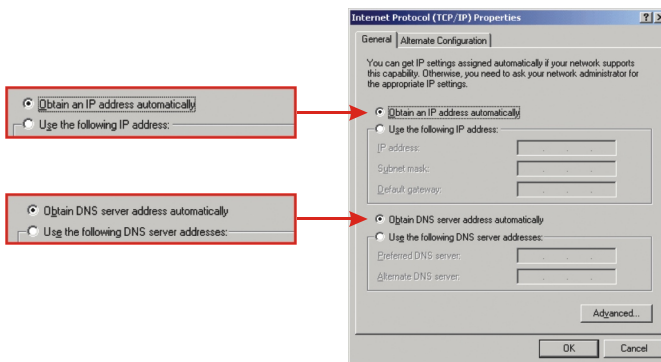 Obtain an IP address automatically
Use the following IP address:
Obtain DNS server address automatically
Use the following DNS server addresses:
Internet Protocol (TCP/IP) Properties
General
Alternate Configuration
You can get IP settings assigned automatically if your network supports
this capability. Otherwise, you need to ask your network administrator for
the appropriate IP settings.
Obtain an IP address automatically
Use the following IP address:
IP address:
Subnet mask:
Default gateway:
Obtain DNS server address automatically
Use the following DNS server addresses:
Preferred DNS server:
Alternate DNS server:
Advanced...
OK
Cancel